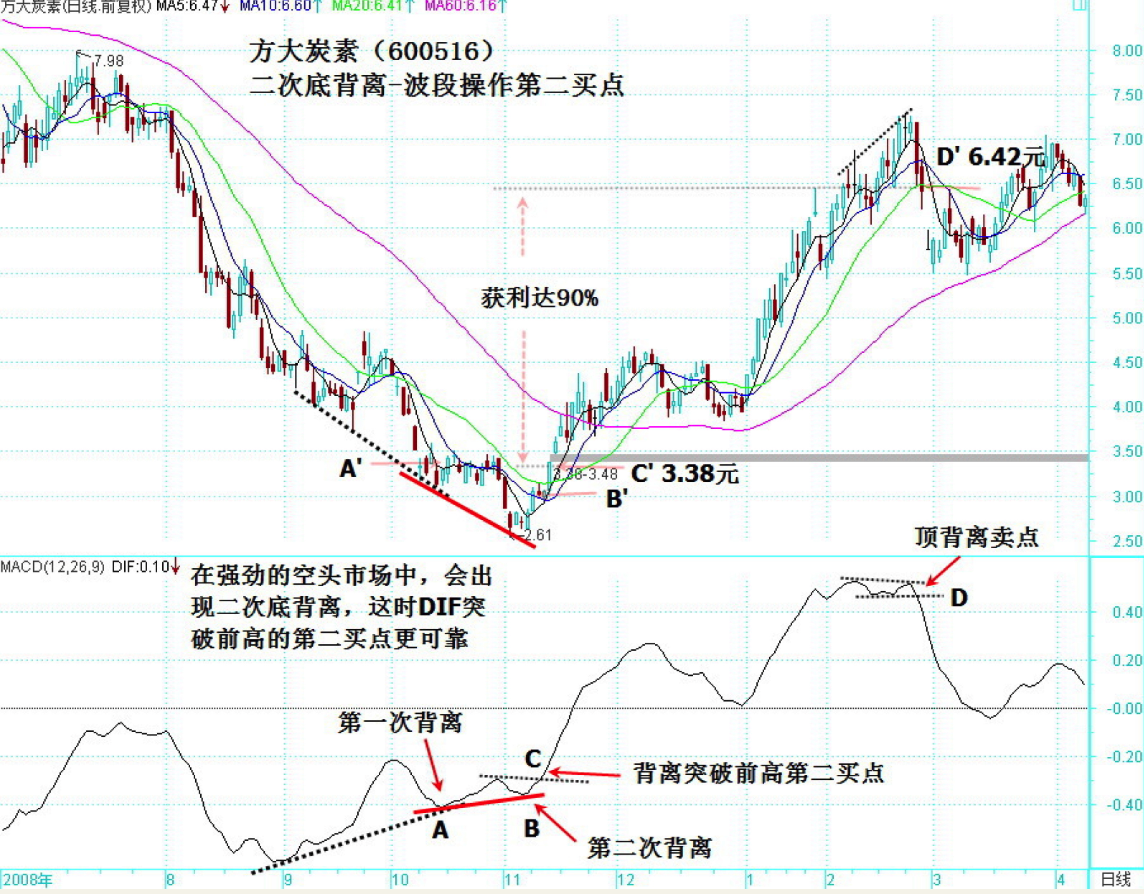 方大炭素(日线.前复权) MA5:6.47↓ MA10:6.60↑ MA20:6.41↑ MA60:6.16↑
方大炭素（600516）
二次底背离-波段操作第二买点
7.98
8.00
7.50
7.00
6.50
6.00
5.50
5.00
4.50
4.00
3.50
3.00
2.50
D' 6.42元
获利达90%
A'
3.38-3.48
C' 3.38元
B'
2.61
MACD(12,26,9) DIF:0.10↓
在强劲的空头市场中，会出
现二次底背离，这时DIF突
破前高的第二买点更可靠
顶背离卖点
D
0.40
0.20
-0.00
-0.20
-0.40
第一次背离
C
背离突破前高第二买点
A
B
第二次背离
2008年 8 9 10 11 12 1 2 3 4 日线